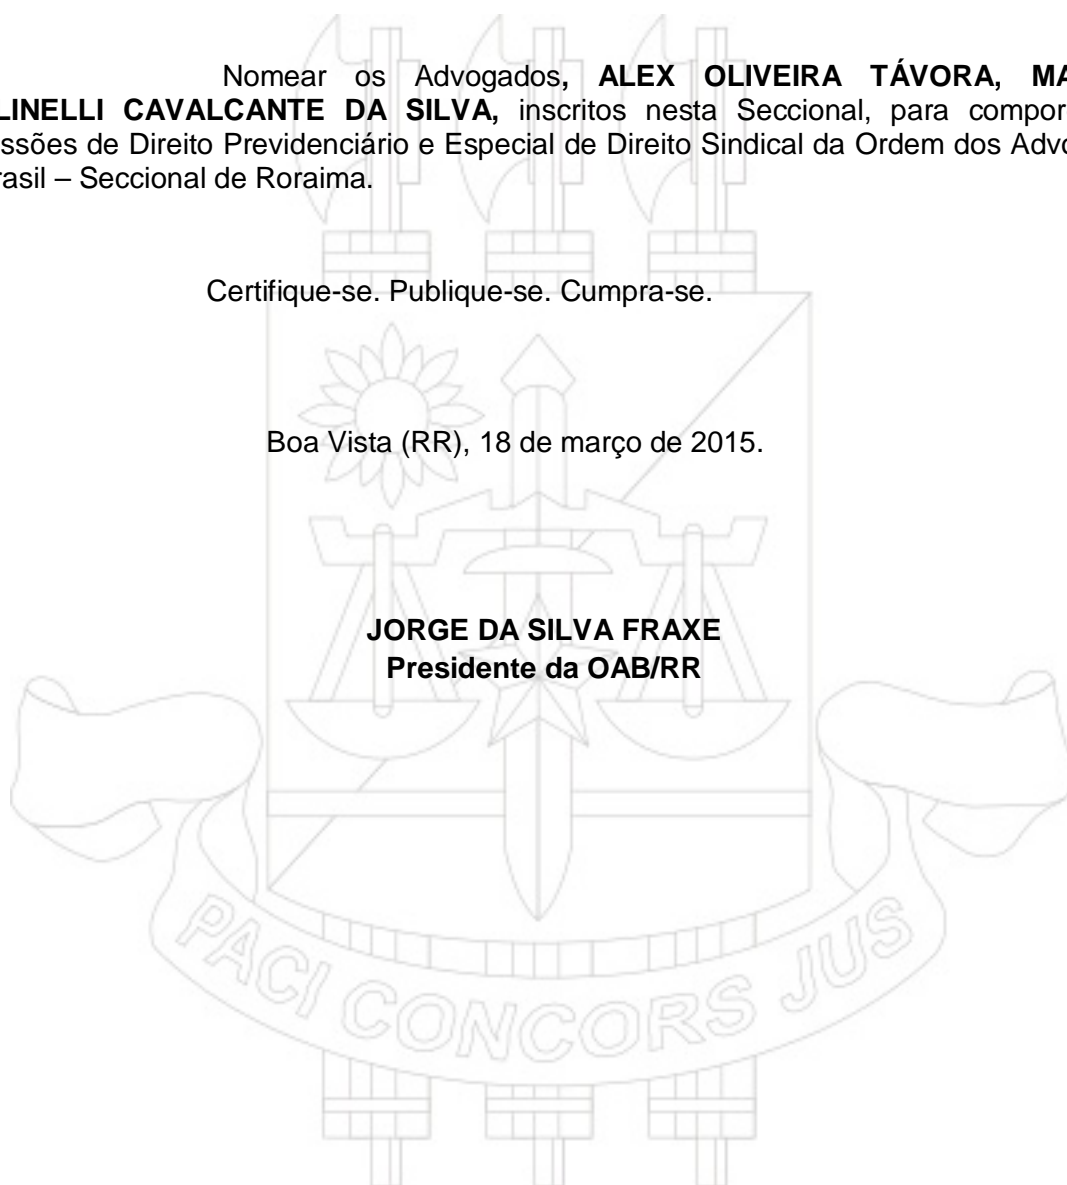 Nomear os Advogados, ALEX OLIVEIRA TÁVORA, MA
LINELLI CAVALCANTE DA SILVA, inscritos nesta Seccional, para compor
ssões de Direito Previdenciário e Especial de Direito Sindical da Ordem dos Advo
rasil – Seccional de Roraima.
Certifique-se. Publique-se. Cumpra-se.
Boa Vista (RR), 18 de março de 2015.
JORGE DA SILVA FRAXE
Presidente da OAB/RR
PACI CONCORS JUS